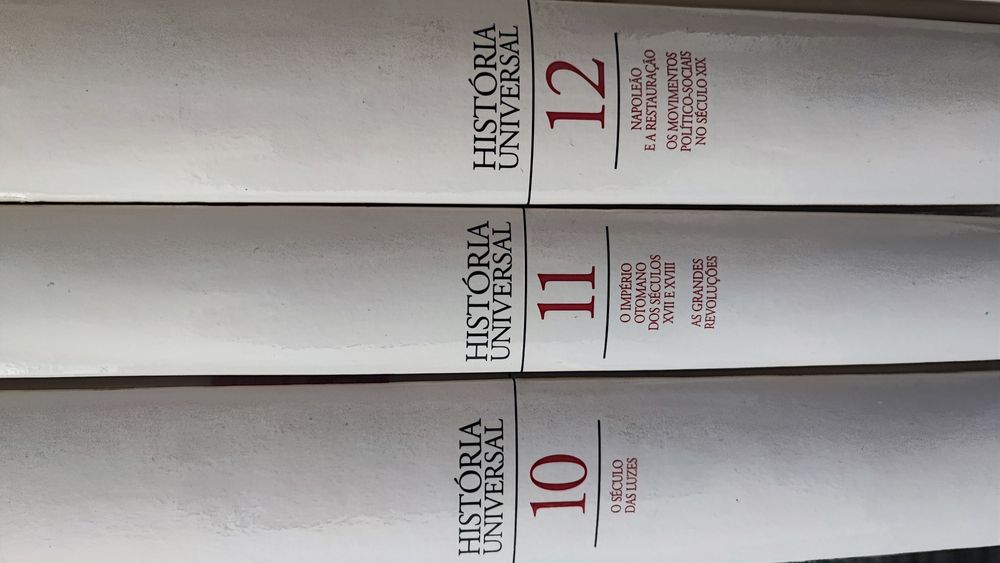 HISTÓRIA
UNIVERSAL
12
NAPOLEÃO
E A RESTAURAÇÃO
OS MOVIMENTOS
POLÍTICO-SOCIAIS
NO SÉCULO XIX
HISTÓRIA
UNIVERSAL
11
O IMPÉRIO
OTOMANO
DOS SÉCULOS
XVII E XVIII
AS GRANDES
REVOLUÇÕES
HISTÓRIA
UNIVERSAL
10
O SÉCULO
DAS LUZES